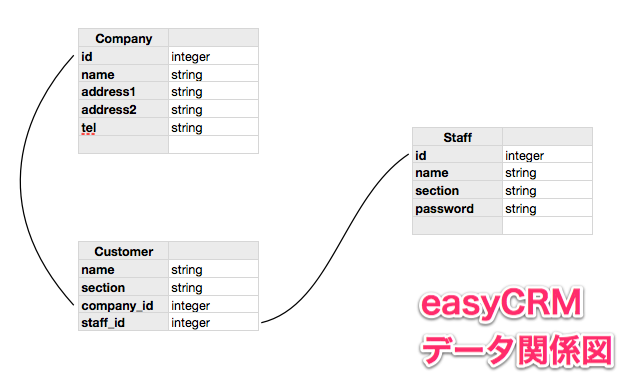 Company
id integer
name string
address1 string
address2 string
tel string
Staff
id integer
name string
section string
password string
Customer
name string
section string
company_id integer
staff_id integer
easyCRM
データ関係図